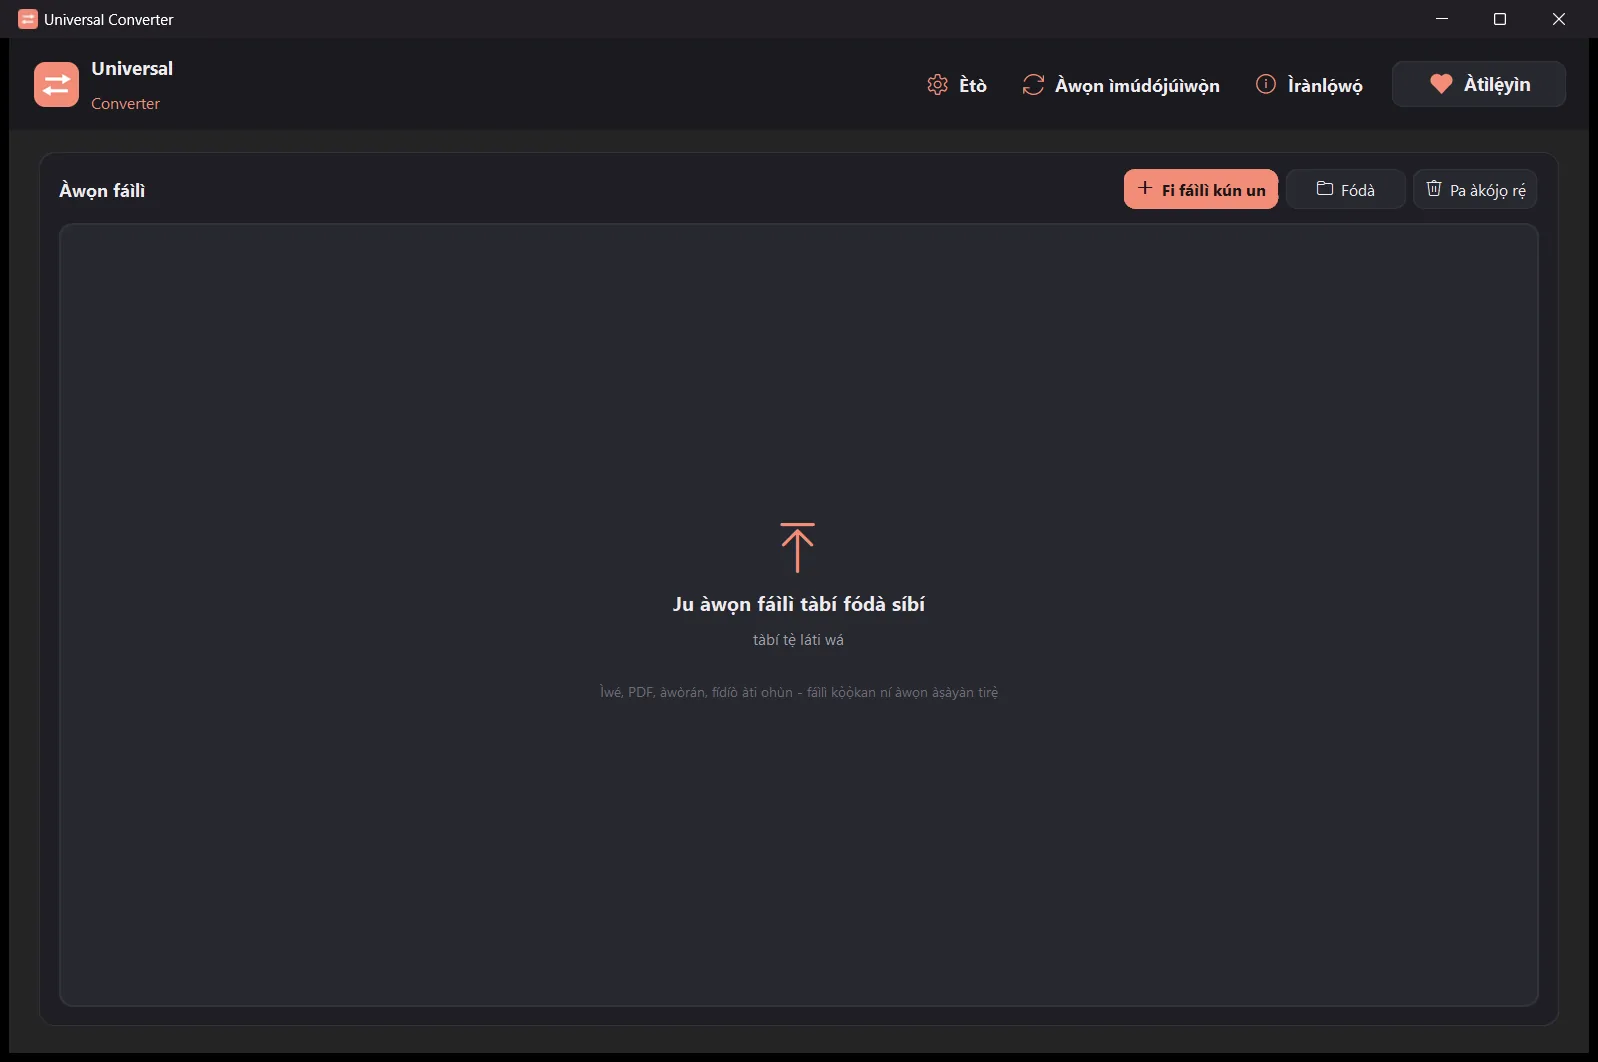 Universal Converter
Universal
Converter
Ètò
Àwọn ìmúdójúìwọ̀n
Ìrànlọ́wọ́
Àtìlẹ́yìn
Àwọn fáìlì
Fi fáìlì kún un
Fódà
Pa àkójọ rẹ́
Ju àwọn fáìlì tàbí fódà síbí
tàbí tẹ̀ láti wá
Ìwé, PDF, àwòrán, fídíò àti ohùn - fáìlì kọ̀ọ̀kan ní àwọn àṣàyàn tirẹ̀